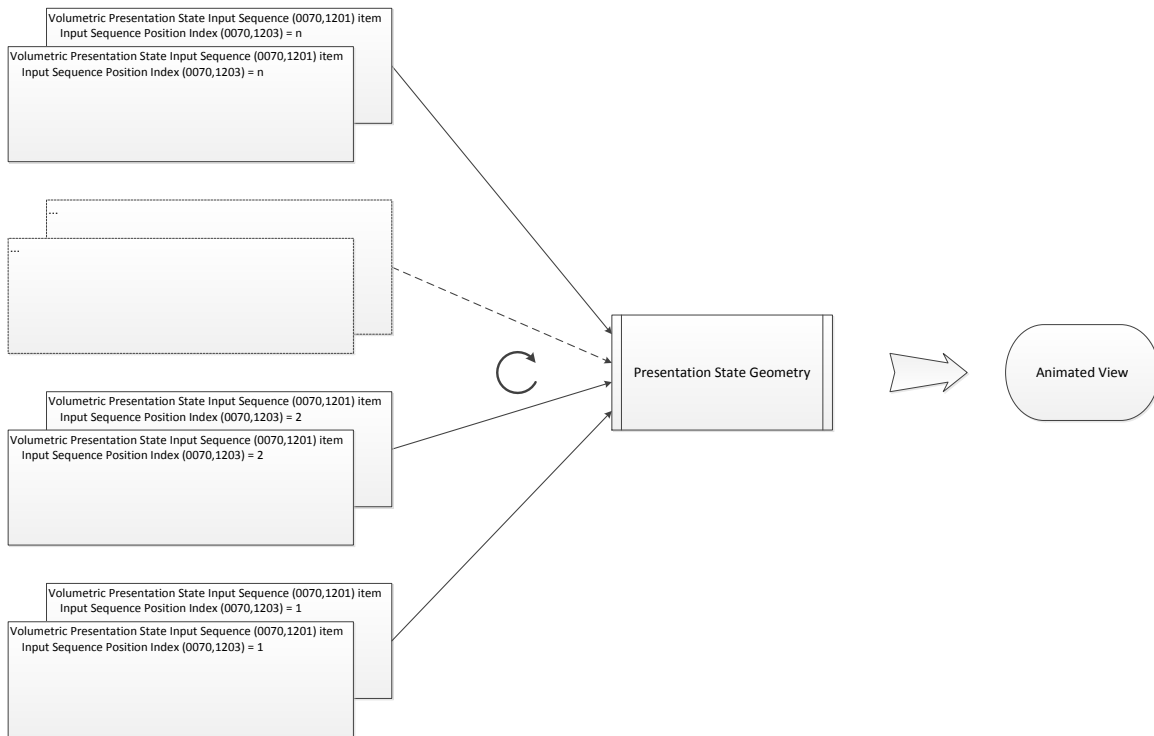 Volumetric Presentation State Input Sequence (0070,1201) item
Input Sequence Position Index (0070,1203) = n
Volumetric Presentation State Input Sequence (0070,1201) item
Input Sequence Position Index (0070,1203) = n
...
...
Volumetric Presentation State Input Sequence (0070,1201) item
Input Sequence Position Index (0070,1203) = 2
Volumetric Presentation State Input Sequence (0070,1201) item
Input Sequence Position Index (0070,1203) = 2
Volumetric Presentation State Input Sequence (0070,1201) item
Input Sequence Position Index (0070,1203) = 1
Volumetric Presentation State Input Sequence (0070,1201) item
Input Sequence Position Index (0070,1203) = 1
Presentation State Geometry
Animated View